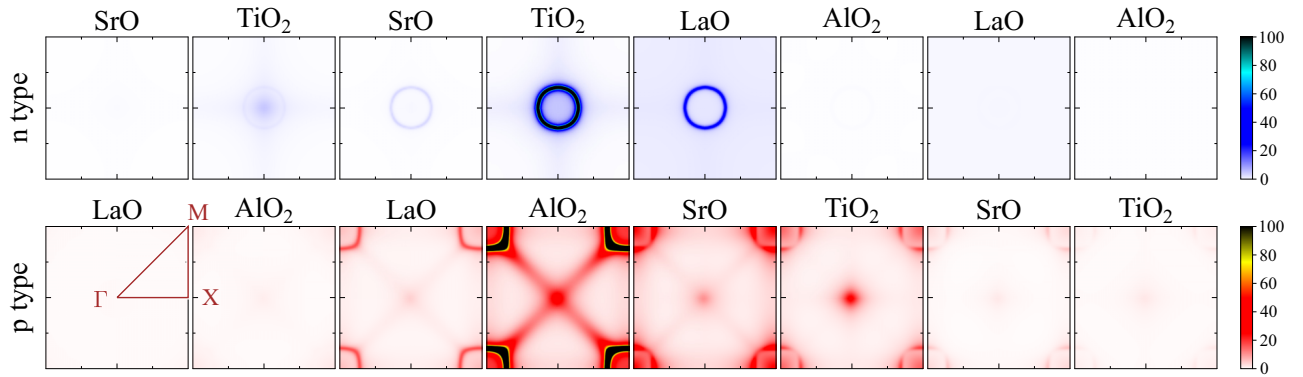 SrO TiO₂ SrO TiO₂ LaO AlO₂ LaO AlO₂
n type
100
80
60
40
20
0
LaO M AlO₂ LaO AlO₂ SrO TiO₂ SrO TiO₂
p type
Γ X
100
80
60
40
20
0